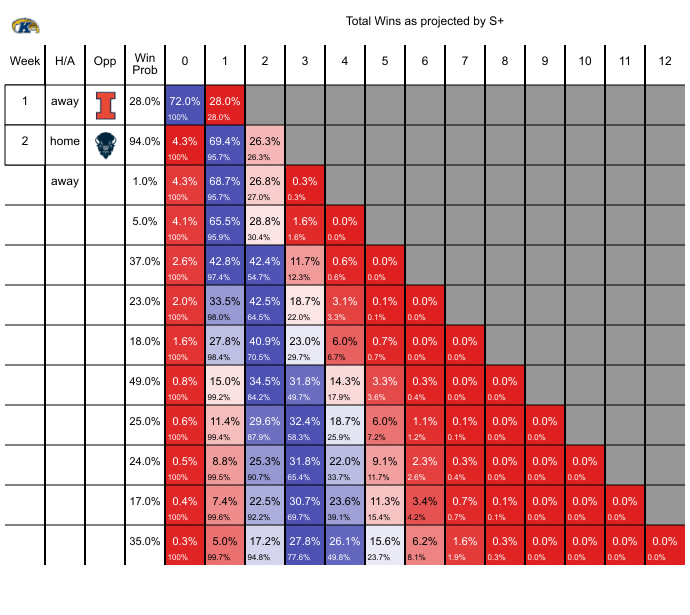 Total Wins as projected by S+
Week H/A Opp Win Prob 0 1 2 3 4 5 6 7 8 9 10 11 12
1 away I 28.0% 72.0% 28.0%
100% 28.0%
2 home 94.0% 4.3% 69.4% 26.3%
100% 95.7% 26.3%
away 1.0% 4.3% 68.7% 26.8% 0.3%
100% 95.7% 27.0% 0.3%
5.0% 4.1% 65.5% 28.8% 1.6% 0.0%
100% 95.9% 30.4% 1.6% 0.0%
37.0% 2.6% 42.8% 42.4% 11.7% 0.6% 0.0%
100% 97.4% 54.7% 12.3% 0.6% 0.0%
23.0% 2.0% 33.5% 42.5% 18.7% 3.1% 0.1% 0.0%
100% 98.0% 64.5% 22.0% 3.3% 0.1% 0.0%
18.0% 1.6% 27.8% 40.9% 23.0% 6.0% 0.7% 0.0% 0.0%
100% 98.4% 70.5% 29.7% 6.7% 0.7% 0.0% 0.0%
49.0% 0.8% 15.0% 34.5% 31.8% 14.3% 3.3% 0.3% 0.0% 0.0%
100% 99.2% 84.2% 49.7% 17.9% 3.6% 0.4% 0.0% 0.0%
25.0% 0.6% 11.4% 29.6% 32.4% 18.7% 6.0% 1.1% 0.1% 0.0% 0.0%
100% 99.4% 87.9% 58.3% 25.9% 7.2% 1.2% 0.1% 0.0% 0.0%
24.0% 0.5% 8.8% 25.3% 31.8% 22.0% 9.1% 2.3% 0.3% 0.0% 0.0% 0.0%
100% 99.5% 90.7% 65.4% 33.7% 11.7% 2.6% 0.4% 0.0% 0.0% 0.0%
17.0% 0.4% 7.4% 22.5% 30.7% 23.6% 11.3% 3.4% 0.7% 0.1% 0.0% 0.0% 0.0%
100% 99.6% 92.2% 69.7% 39.1% 15.4% 4.2% 0.7% 0.1% 0.0% 0.0% 0.0%
35.0% 0.3% 5.0% 17.2% 27.8% 26.1% 15.6% 6.2% 1.6% 0.3% 0.0% 0.0% 0.0% 0.0%
100% 99.7% 94.8% 77.6% 49.8% 23.7% 8.1% 1.9% 0.3% 0.0% 0.0% 0.0% 0.0%